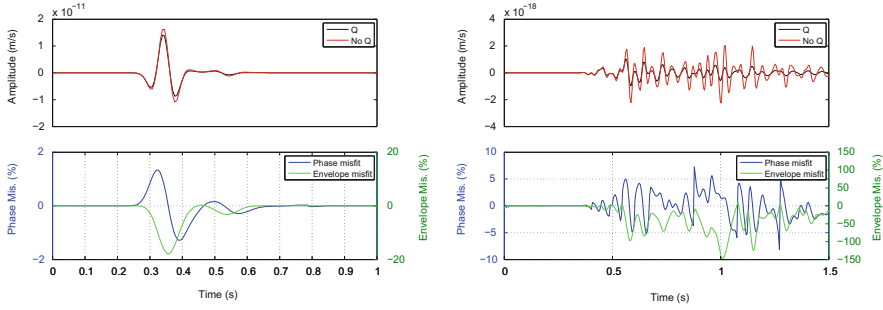 × 10⁻¹¹
2
1
0
−1
−2
Amplitude (m/s)
Q
No Q
2
0
−2
Phase Mis. (%)
20
0
−20
Envelope Mis. (%)
Phase misfit
Envelope misfit
0 0.1 0.2 0.3 0.4 0.5 0.6 0.7 0.8 0.9 1
Time (s)
× 10⁻¹⁸
4
2
0
−2
−4
Amplitude (m/s)
Q
No Q
10
5
0
−5
−10
Phase Mis. (%)
150
100
50
0
−50
−100
−150
Envelope Mis. (%)
Phase misfit
Envelope misfit
0 0.5 1 1.5
Time (s)